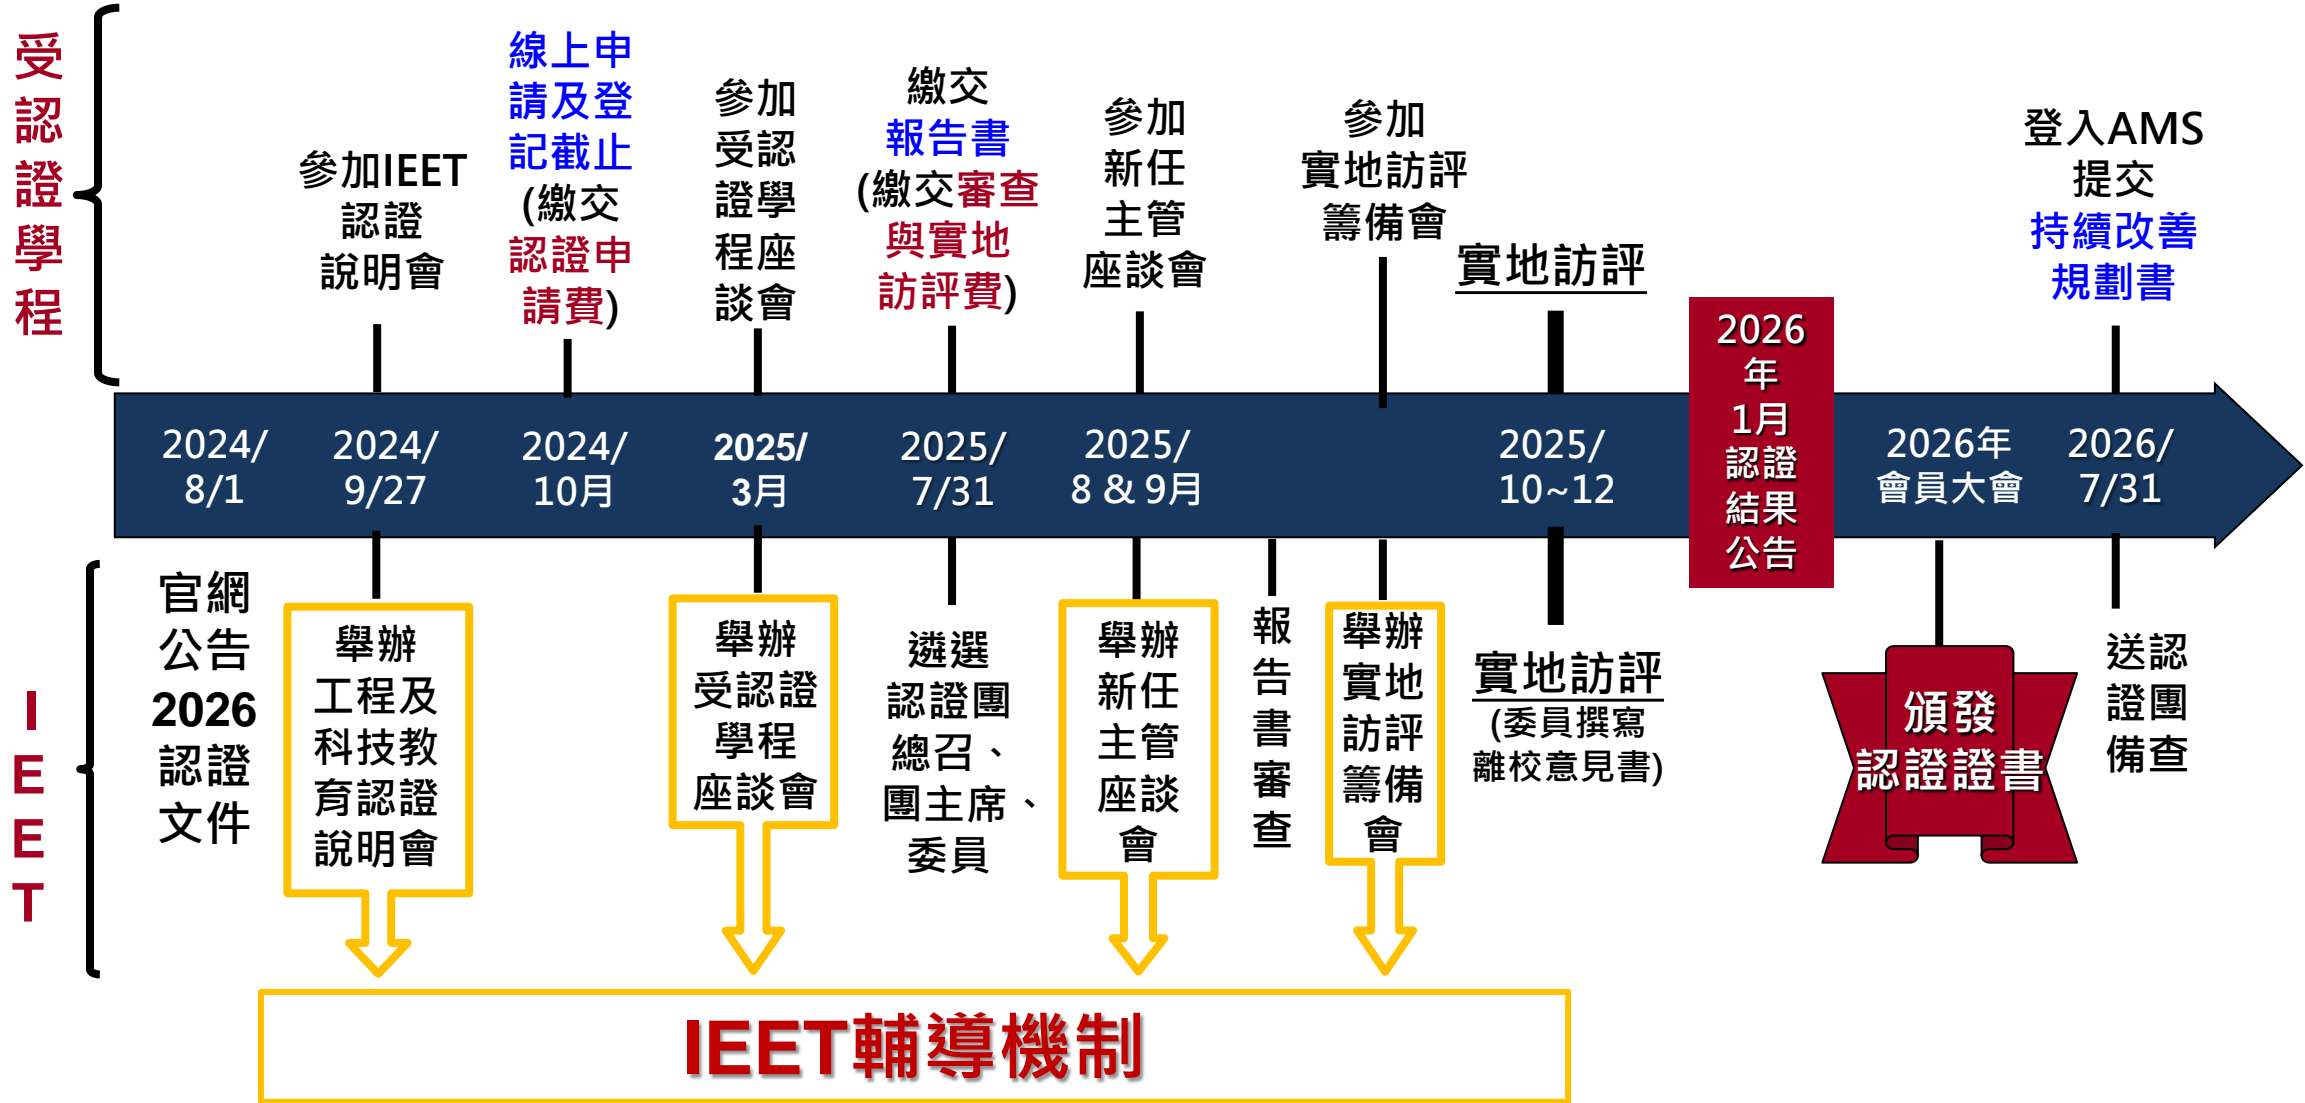 受
認
證
學
程
參加IEET
認證
說明會
線上申
請及登
記截止
(繳交
認證申
請費)
參加
受認
證學
程座
談會
繳交
報告書
(繳交審查
與實地
訪評費)
參加
新任
主管
座談會
參加
實地訪評
籌備會
實地訪評
登入AMS
提交
持續改善
規劃書
2024/
8/1
2024/
9/27
2024/
10月
2025/
3月
2025/
7/31
2025/
8 & 9月
2025/
10~12
2026
年
1月
認證
結果
公告
2026年
會員大會
2026/
7/31
I
E
E
T
官網
公告
2026
認證
文件
舉辦
工程及
科技教
育認證
說明會
舉辦
受認證
學程
座談會
遴選
認證團
總召、
團主席、
委員
舉辦
新任
主管
座談
會
報
告
書
審
查
舉辦
實地
訪評
籌備
會
實地訪評
(委員撰寫
離校意見書)
頒發
認證證書
送認
證團
備查
IEET輔導機制